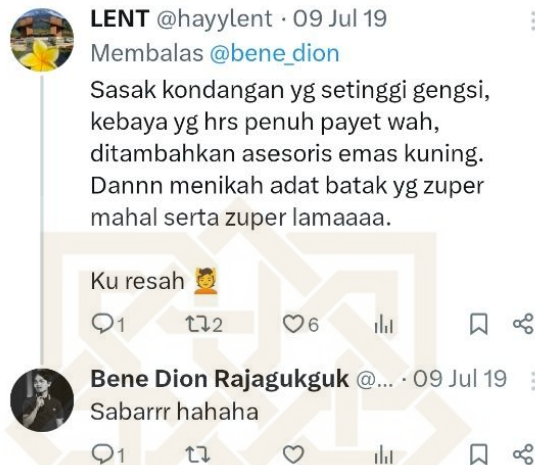 LENT @hayylent · 09 Jul 19
Membalas @bene_dion
Sasak kondangan yg setinggi gengsi,
kebaya yg hrs penuh payet wah,
ditambahkan asesoris emas kuning.
Dannn menikah adat batak yg zuper
mahal serta zuper lamaaaa.
Ku resah 💆
1 2 6
Bene Dion Rajagukguk @... · 09 Jul 19
Sabarrr hahaha
1